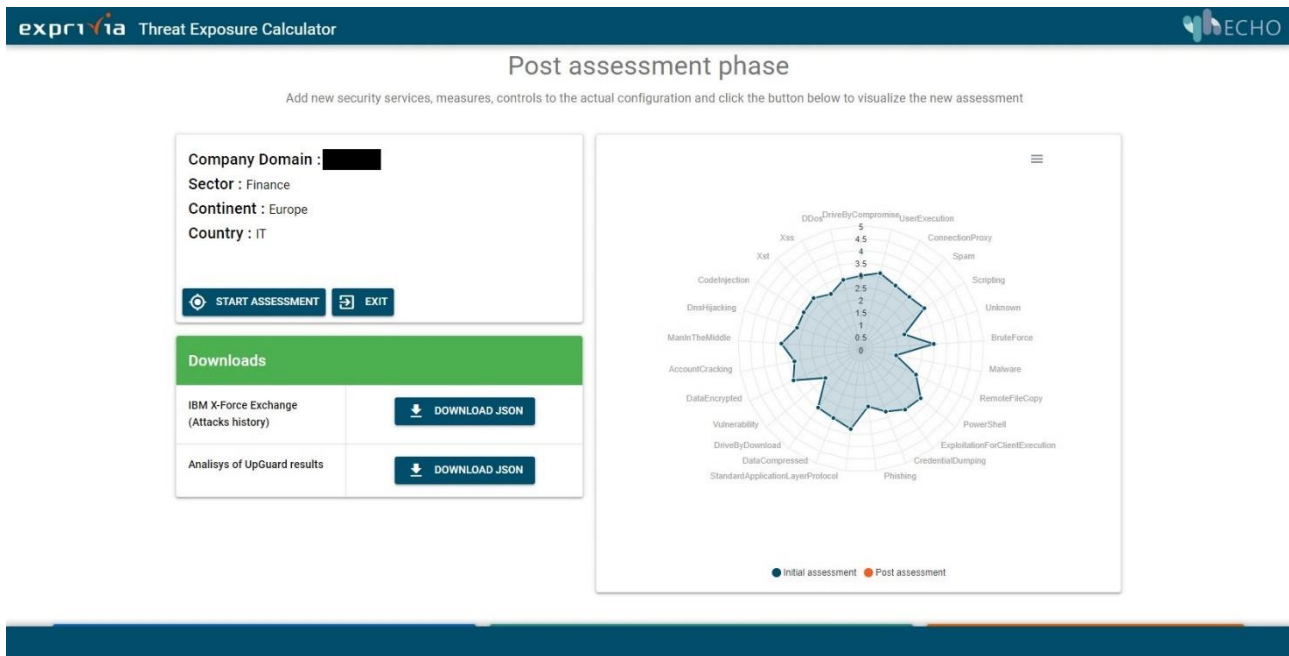 exprivia Threat Exposure Calculator
ECHO
Post assessment phase
Add new security services, measures, controls to the actual configuration and click the button below to visualize the new assessment
Company Domain :
Sector : Finance
Continent : Europe
Country : IT
START ASSESSMENT
EXIT
Downloads
IBM X-Force Exchange
(Attacks history)
DOWNLOAD JSON
Analisys of UpGuard results
DOWNLOAD JSON
DriveByCompromise
UserExecution
ConnectionProxy
Spam
Scripting
Unknown
BruteForce
Malware
RemoteFileCopy
PowerShell
ExploitationForClientExecution
CredentialDumping
Phishing
StandardApplicationLayerProtocol
DataCompressed
DriveByDownload
Vulnerability
DataEncrypted
AccountCracking
ManInTheMiddle
DnsHijacking
CodeInjection
Xst
Xss
DDos
5
4.5
4
3.5
3
2.5
2
1.5
1
0.5
0
Initial assessment
Post assessment